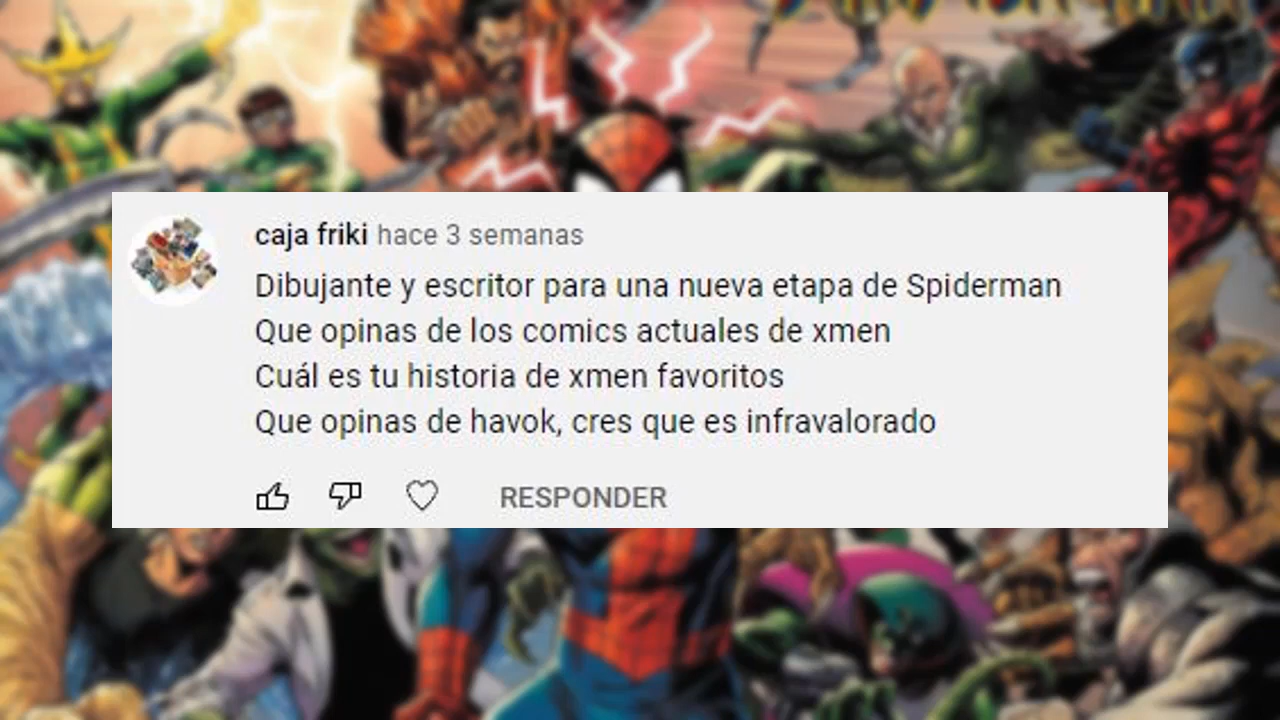 caja friki hace 3 semanas
Dibujante y escritor para una nueva etapa de Spiderman
Que opinas de los comics actuales de xmen
Cuál es tu historia de xmen favoritos
Que opinas de havok, cres que es infravalorado
RESPONDER